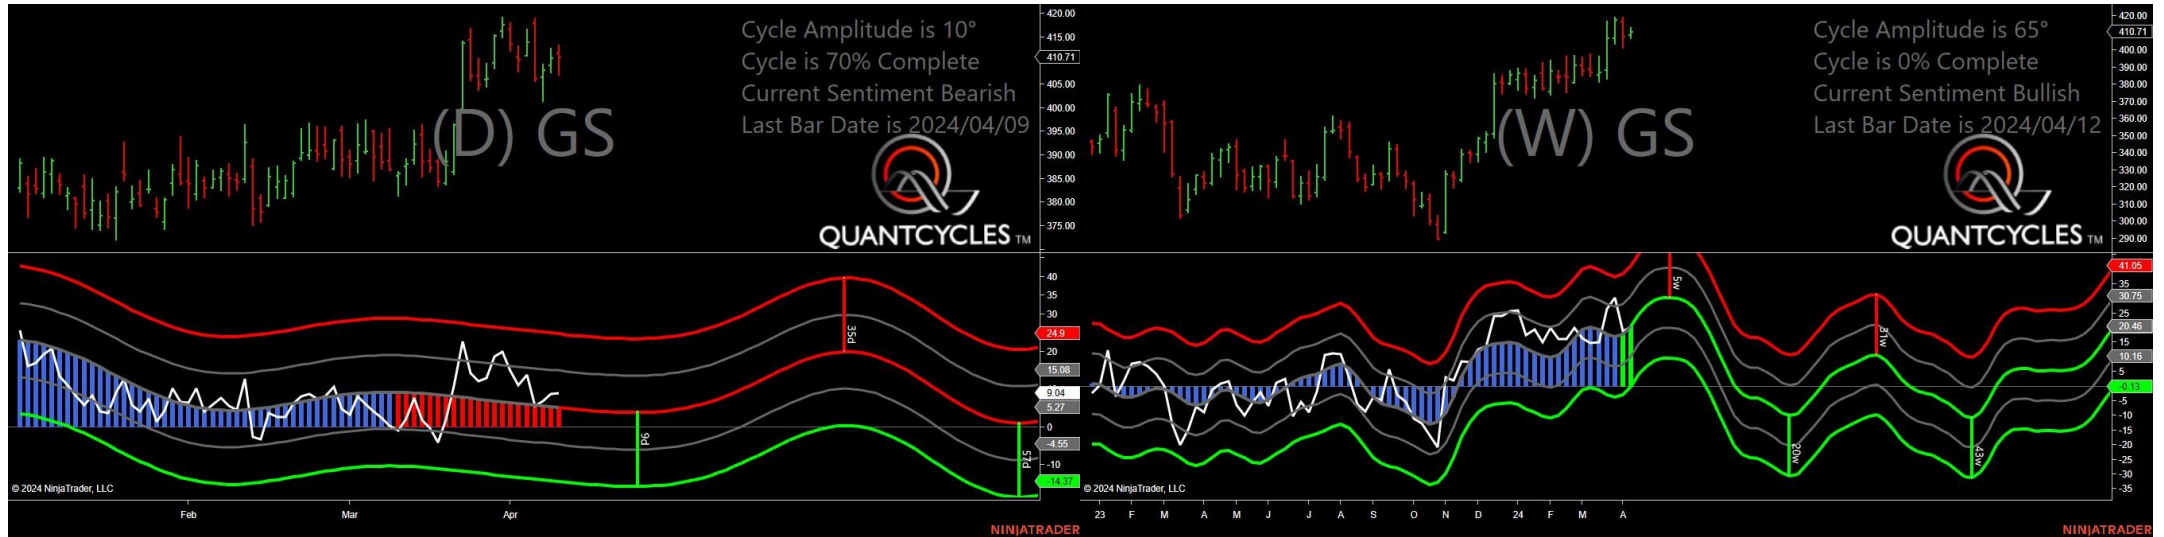 Cycle Amplitude is 10°
Cycle is 70% Complete
Current Sentiment Bearish
Last Bar Date is 2024/04/09
(D) GS
QUANTCYCLES TM
420.00
415.00
410.71
405.00
400.00
395.00
390.00
385.00
380.00
375.00
40
35
30
24.9
20
15.08
9.04
5.27
0
-4.55
-10
-14.37
35d
9d
57d
© 2024 NinjaTrader, LLC
Feb Mar Apr
NINJATRADER
Cycle Amplitude is 65°
Cycle is 0% Complete
Current Sentiment Bullish
Last Bar Date is 2024/04/12
(W) GS
QUANTCYCLES TM
420.00
410.71
400.00
390.00
380.00
370.00
360.00
350.00
340.00
330.00
320.00
310.00
300.00
290.00
41.05
35
30.75
25
20.46
15
10.16
5
-0.13
-5
-10
-15
-20
-25
-30
-35
5w
20w
31w
43w
© 2024 NinjaTrader, LLC
23 F M A M J J A S O N D 24 F M A
NINJATRADER